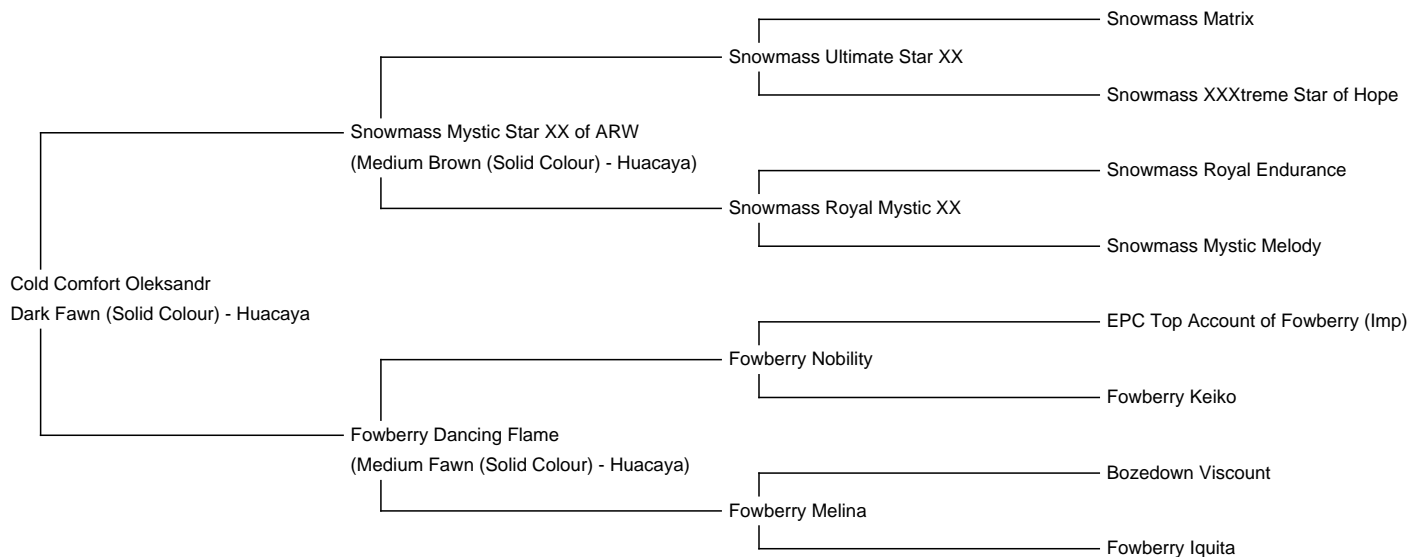 Snowmass Matrix
Snowmass Ultimate Star XX
Snowmass XXXtreme Star of Hope
Snowmass Mystic Star XX of ARW
(Medium Brown (Solid Colour) - Huacaya)
Snowmass Royal Endurance
Snowmass Royal Mystic XX
Snowmass Mystic Melody
Cold Comfort Oleksandr
Dark Fawn (Solid Colour) - Huacaya
EPC Top Account of Fowberry (Imp)
Fowberry Nobility
Fowberry Keiko
Fowberry Dancing Flame
(Medium Fawn (Solid Colour) - Huacaya)
Bozedown Viscount
Fowberry Melina
Fowberry Iquita